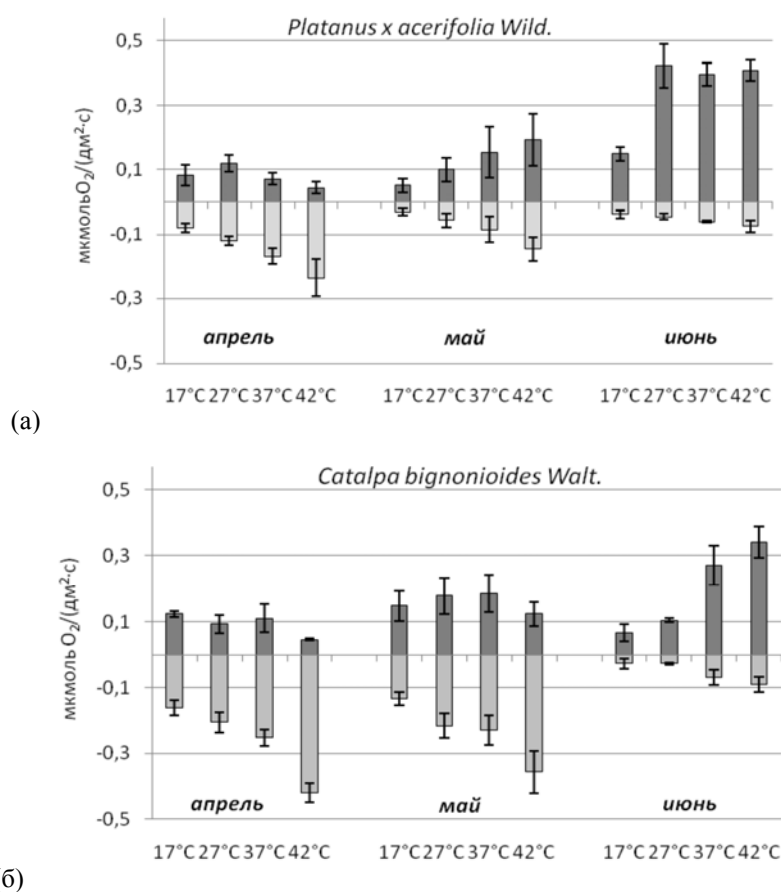 Platanus x acerifolia Wild.
0,5
0,3
0,1
-0,1
-0,3
-0,5
мкмольO₂/(дм²·с)
апрель май июнь
17°C 27°C 37°C 42°C 17°C 27°C 37°C 42°C 17°C 27°C 37°C 42°C
(а)
Catalpa bignonioides Walt.
0,5
0,3
0,1
-0,1
-0,3
-0,5
мкмоль O₂/(дм²·с)
апрель май июнь
17°C 27°C 37°C 42°C 17°C 27°C 37°C 42°C 17°C 27°C 37°C 42°C
б)